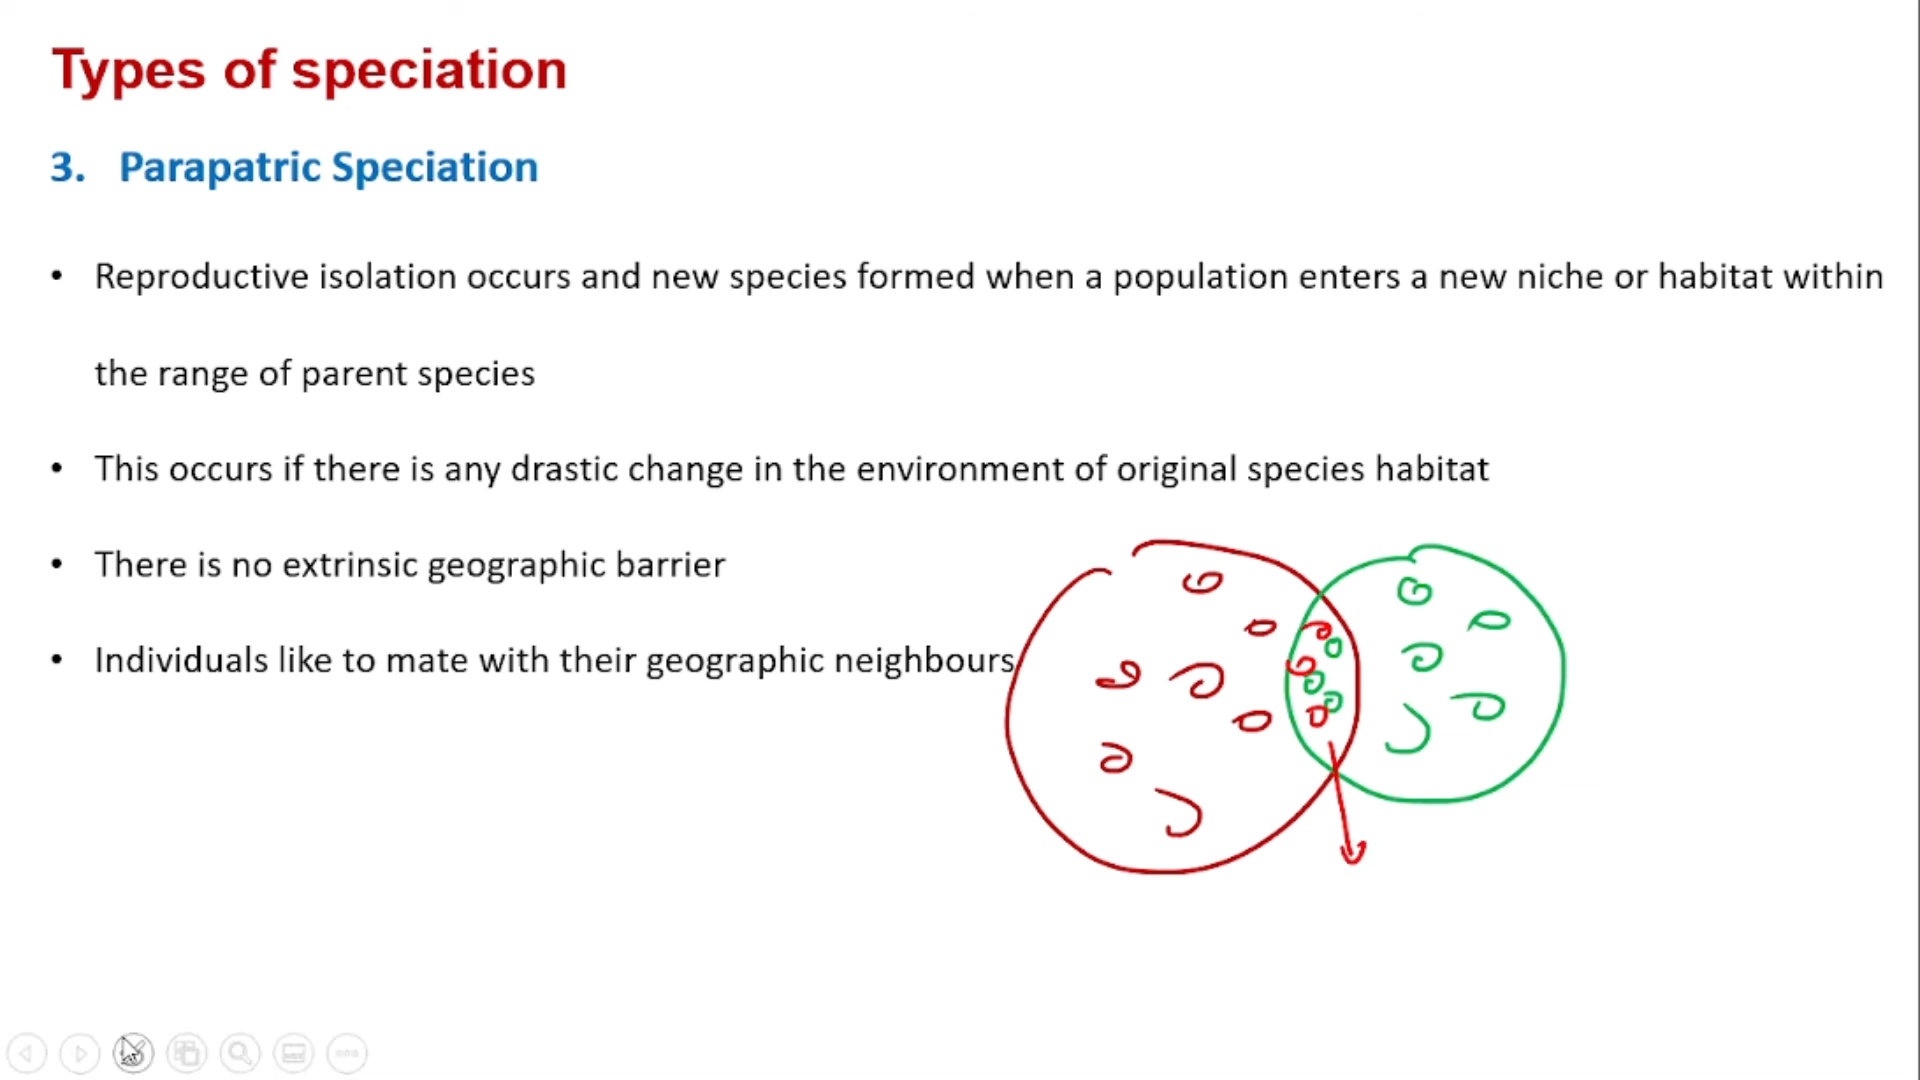 Types of speciation
3. Parapatric Speciation
• Reproductive isolation occurs and new species formed when a population enters a new niche or habitat within
the range of parent species
• This occurs if there is any drastic change in the environment of original species habitat
• There is no extrinsic geographic barrier
• Individuals like to mate with their geographic neighbours